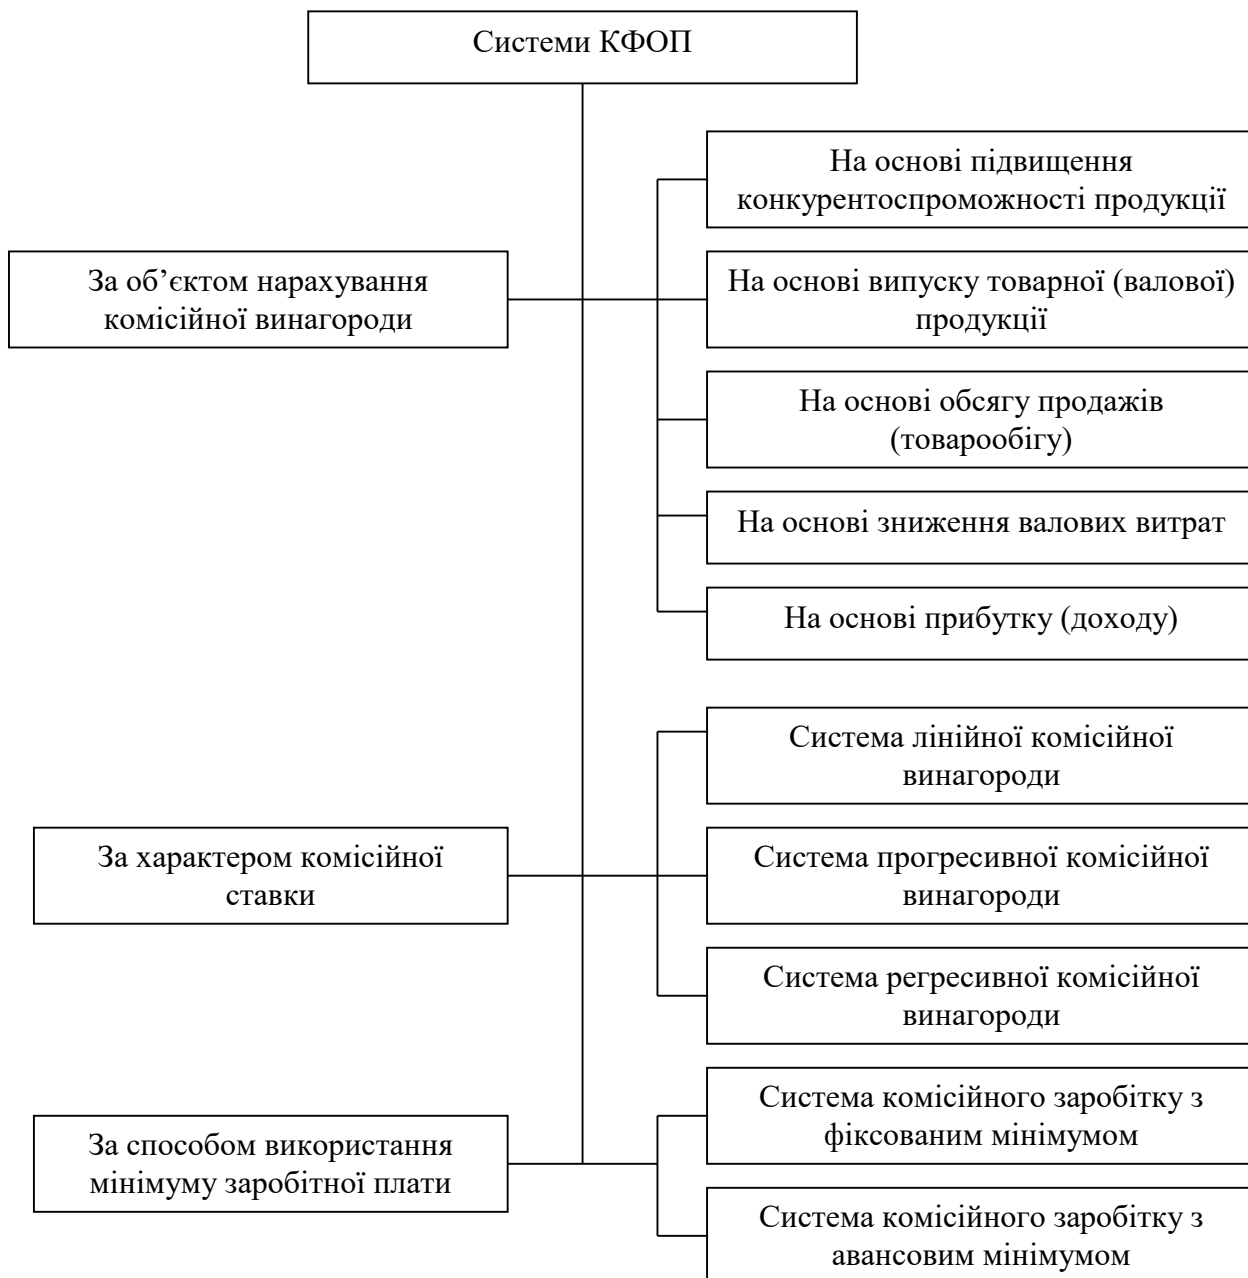 Системи КФОП
За об’єктом нарахування
комісійної винагороди
На основі підвищення
конкурентоспроможності продукції
На основі випуску товарної (валової)
продукції
На основі обсягу продажів
(товарообігу)
На основі зниження валових витрат
На основі прибутку (доходу)
За характером комісійної
ставки
Система лінійної комісійної
винагороди
Система прогресивної комісійної
винагороди
Система регресивної комісійної
винагороди
За способом використання
мінімуму заробітної плати
Система комісійного заробітку з
фіксованим мінімумом
Система комісійного заробітку з
авансовим мінімумом